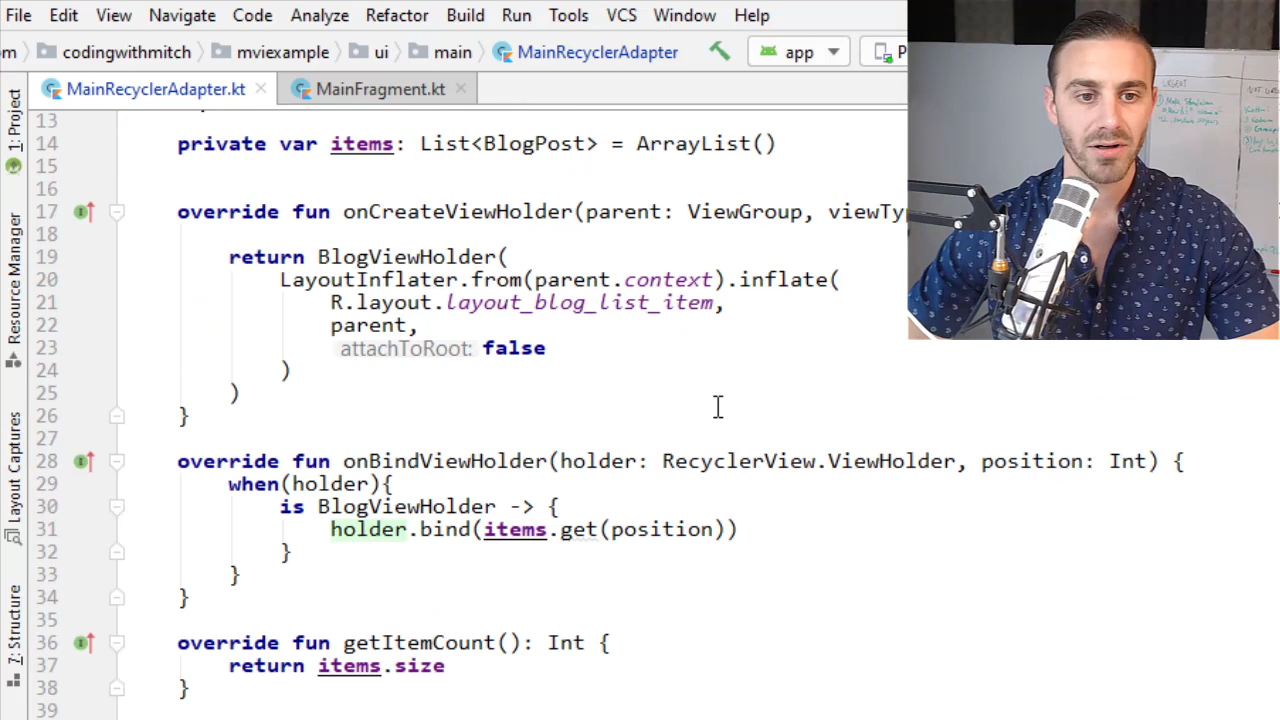 File Edit View Navigate Code Analyze Refactor Build Run Tools VCS Window Help
m codingwithmitch mviexample ui main MainRecyclerAdapter app
MainRecyclerAdapter.kt MainFragment.kt
1: Project
Resource Manager
Layout Captures
7: Structure
13
14 private var items: List<BlogPost> = ArrayList()
15
16
17 override fun onCreateViewHolder(parent: ViewGroup, viewTyp
18
19 return BlogViewHolder(
20 LayoutInflater.from(parent.context).inflate(
21 R.layout.layout_blog_list_item,
22 parent,
23 attachToRoot: false
24 )
25 )
26 }
27
28 override fun onBindViewHolder(holder: RecyclerView.ViewHolder, position: Int) {
29 when(holder){
30 is BlogViewHolder -> {
31 holder.bind(items.get(position))
32 }
33 }
34 }
35
36 override fun getItemCount(): Int {
37 return items.size
38 }
39
URGENT